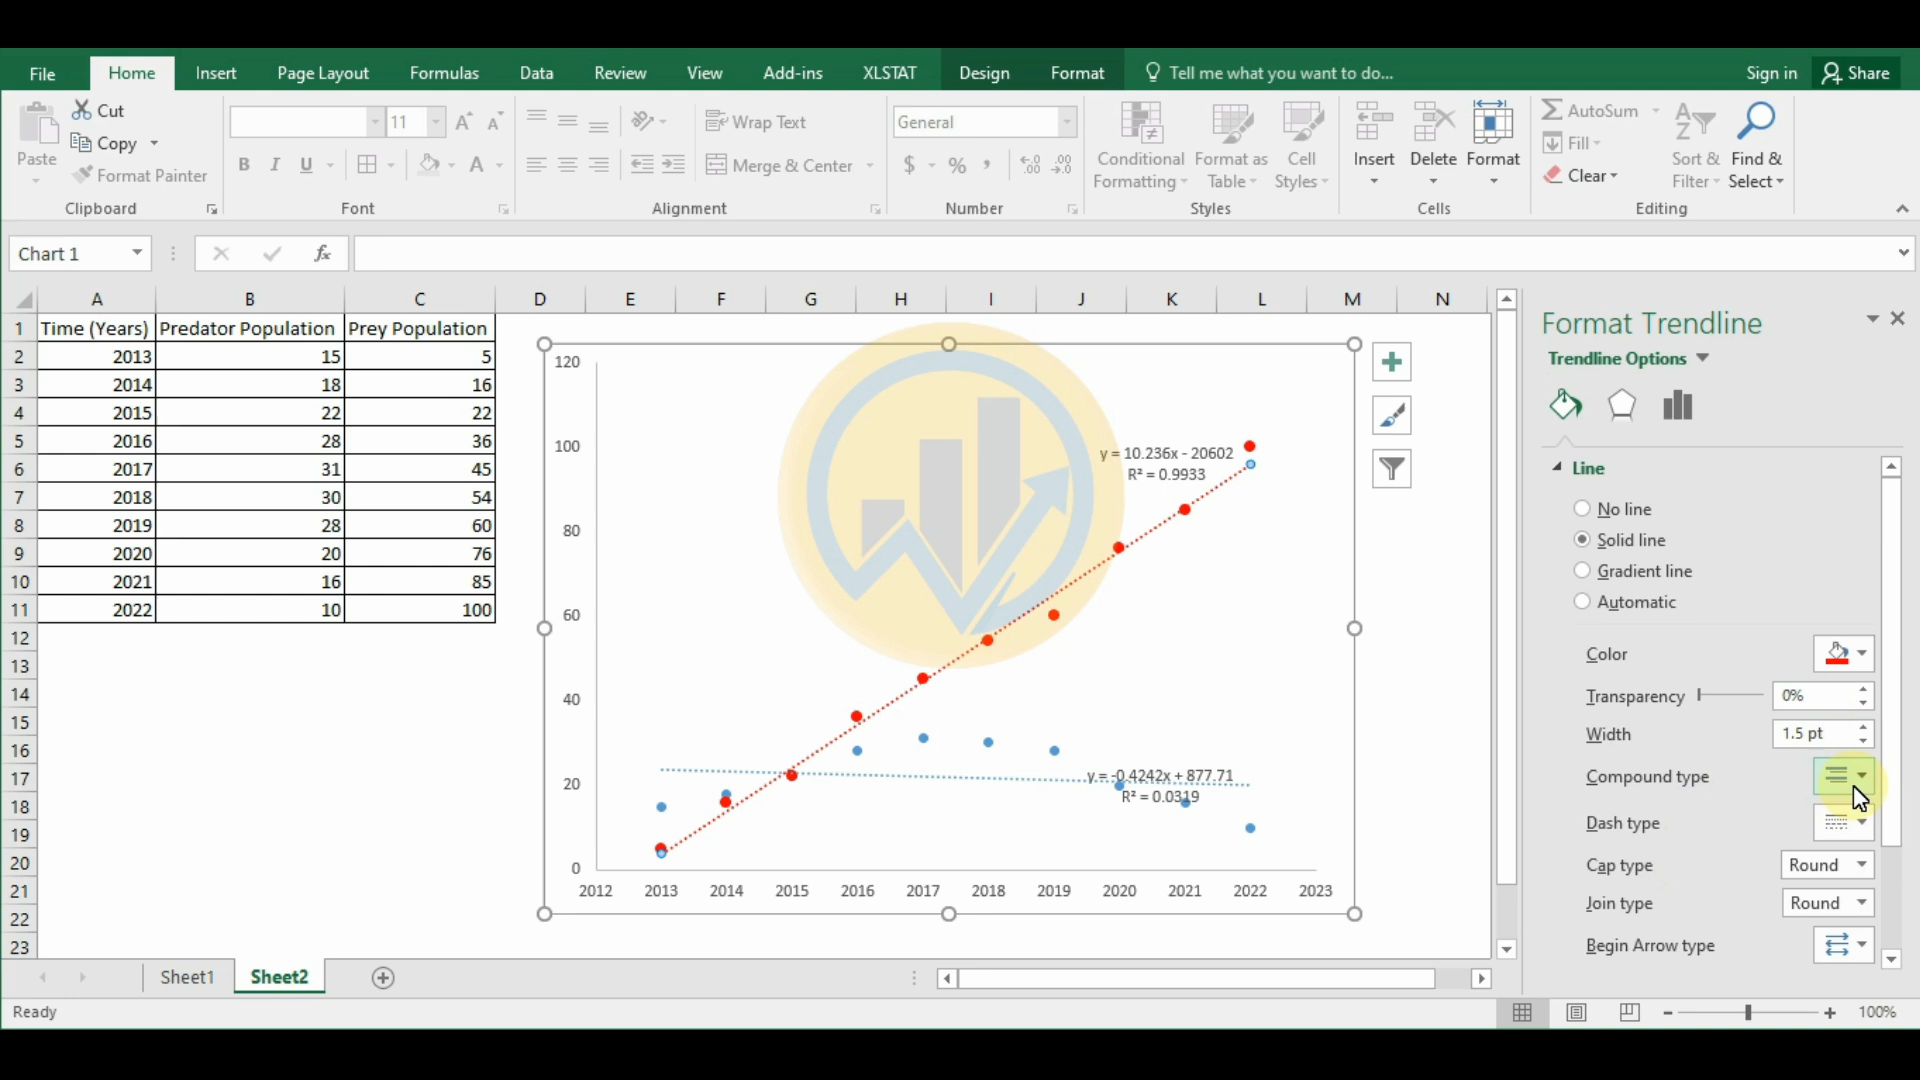 File Home Insert Page Layout Formulas Data Review View Add-ins XLSTAT Design Format Tell me what you want to do... Sign in Share
Paste Cut Copy Format Painter
11
B I U A
Wrap Text
Merge & Center
General
$ % ,
Conditional Formatting Format as Table Cell Styles
Insert Delete Format
AutoSum Fill Clear
Sort & Filter Find & Select
Clipboard Font Alignment Number Styles Cells Editing
Chart 1 fx
A B C D E F G H I J K L M N
1 Time (Years) Predator Population Prey Population
2 2013 15 5
3 2014 18 16
4 2015 22 22
5 2016 28 36
6 2017 31 45
7 2018 30 54
8 2019 28 60
9 2020 20 76
10 2021 16 85
11 2022 10 100
12
13
14
15
16
17
18
19
20
21
22
23
120
100
80
60
40
20
0
y = 10.236x - 20602
R² = 0.9933
y = -0.4242x + 877.71
R² = 0.0319
2012 2013 2014 2015 2016 2017 2018 2019 2020 2021 2022 2023
Format Trendline
Trendline Options
Line
No line
Solid line
Gradient line
Automatic
Color
Transparency 0%
Width 1.5 pt
Compound type
Dash type
Cap type Round
Join type Round
Begin Arrow type
Sheet1 Sheet2
Ready 100%